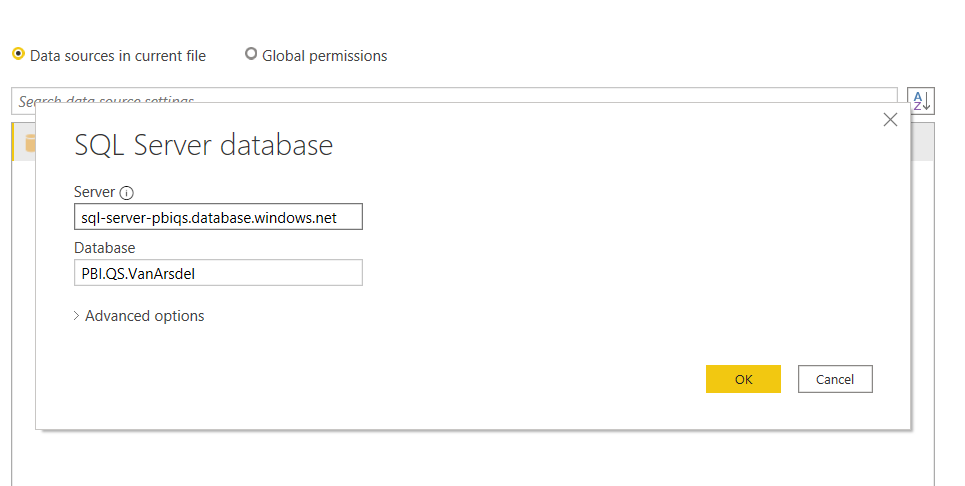 Data sources in current file
Global permissions
Search data source settings
A
Z
SQL Server database
Server
sql-server-pbiqs.database.windows.net
Database
PBI.QS.VanArsdel
Advanced options
OK
Cancel